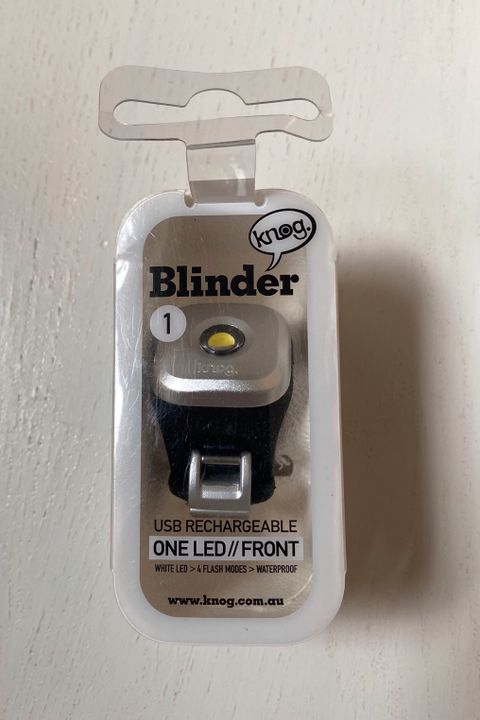 knog.
Blinder
1
knog.
USB RECHARGEABLE
ONE LED//FRONT
WHITE LED > 4 FLASH MODES > WATERPROOF
www.knog.com.au